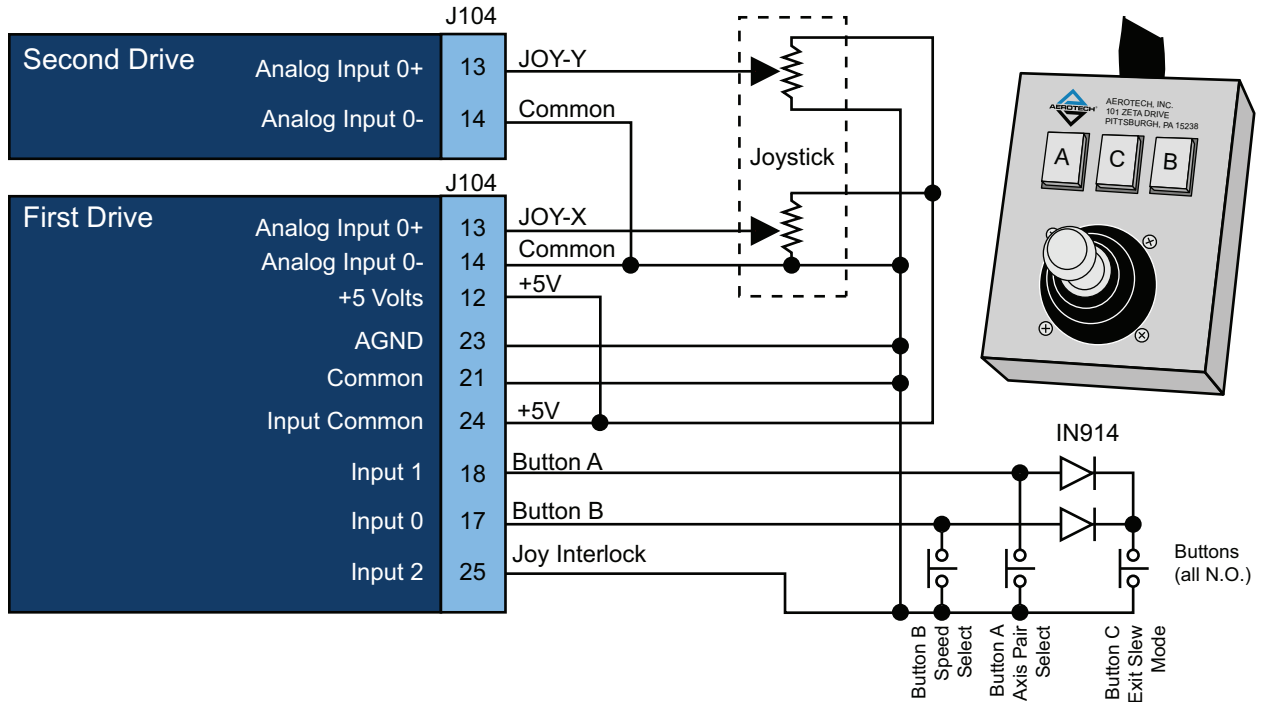 J104
Second Drive
Analog Input 0+ 13 JOY-Y
Analog Input 0- 14 Common
Joystick
J104
First Drive
Analog Input 0+ 13 JOY-X
Analog Input 0- 14 Common
+5 Volts 12 +5V
AGND 23
Common 21
Input Common 24 +5V
Input 1 18 Button A
Input 0 17 Button B
Input 2 25 Joy Interlock
IN914
Buttons
(all N.O.)
Button B
Speed
Select
Button A
Axis Pair
Select
Button C
Exit Slew
Mode
AEROTECH
AEROTECH, INC.
101 ZETA DRIVE
PITTSBURGH, PA 15238
A C B